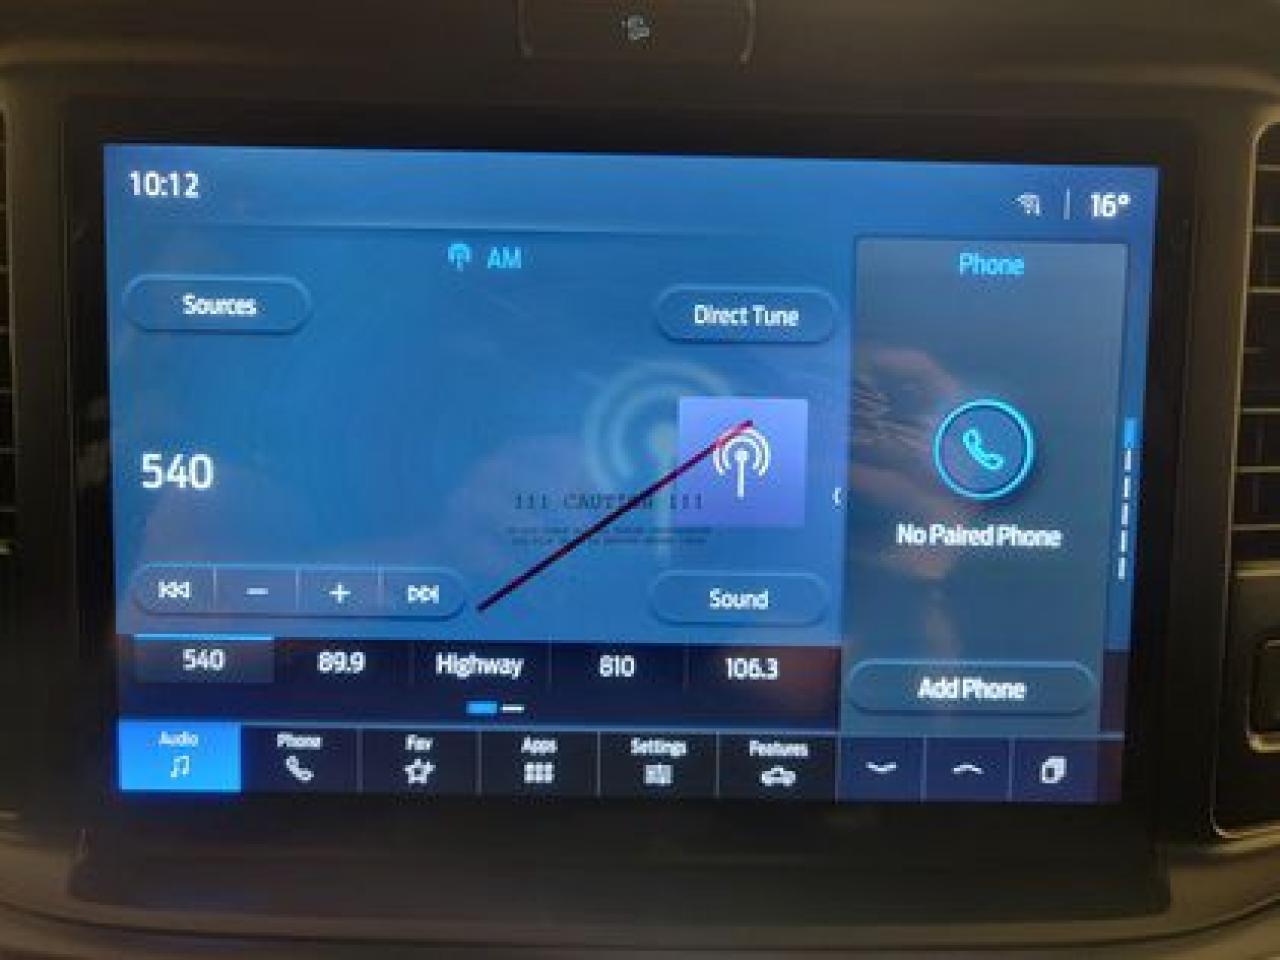 10:12
16°
AM
Phone
Sources
Direct Tune
540
!!! CAUTION !!!
No Paired Phone
Sound
540 89.9 Highway 810 106.3
Add Phone
Audio Phone Fav Apps Settings Features